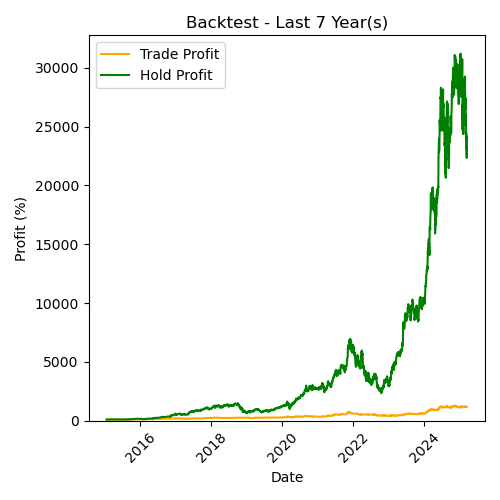 Backtest - Last 7 Year(s)
Trade Profit
Hold Profit
Profit (%)
30000
25000
20000
15000
10000
5000
0
2016
2018
2020
2022
2024
Date